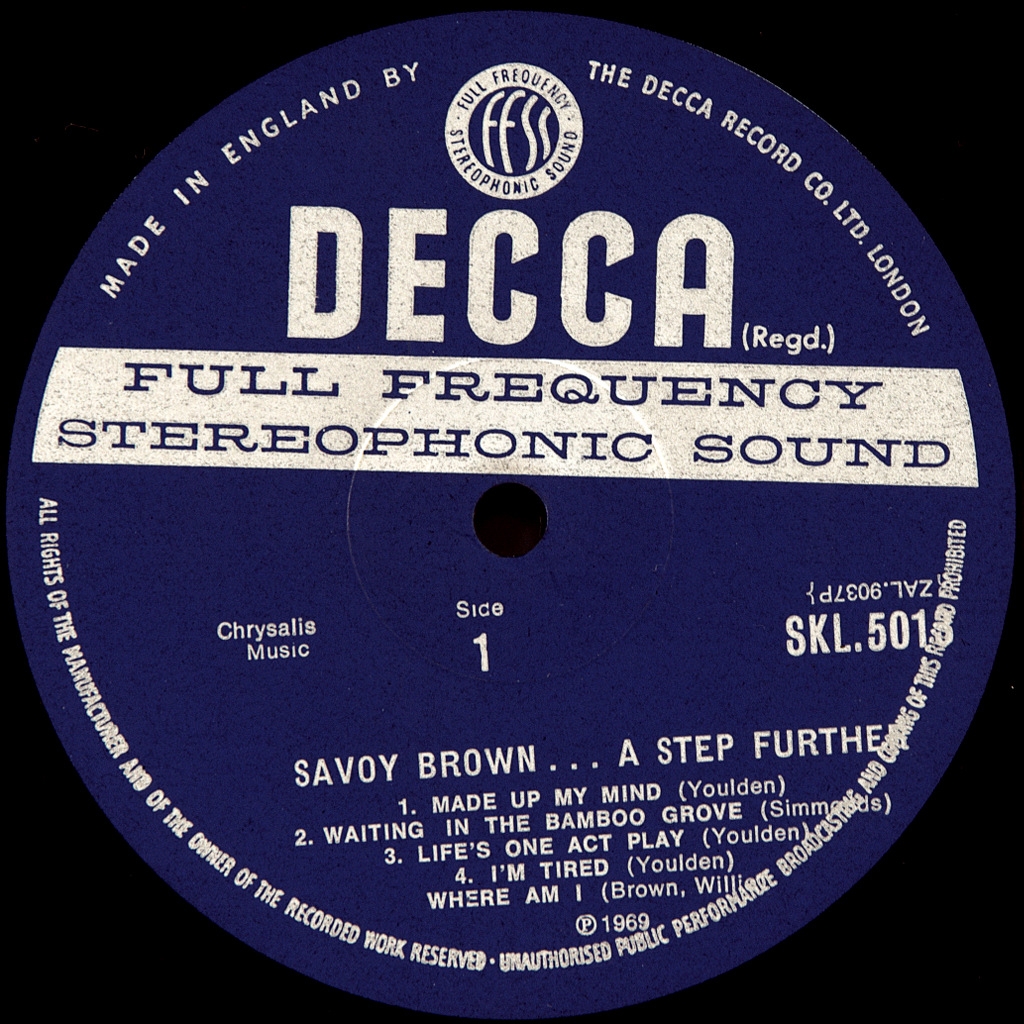 MADE IN ENGLAND BY
THE DECCA RECORD CO. LTD. LONDON
FULL FREQUENCY
FFSS
STEREOPHONIC SOUND
DECCA
(Regd.)
FULL FREQUENCY
STEREOPHONIC SOUND
ZAL.9037P}
Side
1
Chrysalis
Music
SKL.5013
SAVOY BROWN . . . A STEP FURTHER
1. MADE UP MY MIND (Youlden)
2. WAITING IN THE BAMBOO GROVE (Simmonds)
3. LIFE'S ONE ACT PLAY (Youlden)
4. I'M TIRED (Youlden)
WHERE AM I (Brown,
℗ 1969
ALL RIGHTS OF THE MANUFACTURER AND OF THE OWNER OF THE RECORDED WORK RESERVED · UNAUTHORISED PUBLIC PERFORMANCE BROADCASTING AND COPYING OF THIS RECORD PROHIBITED